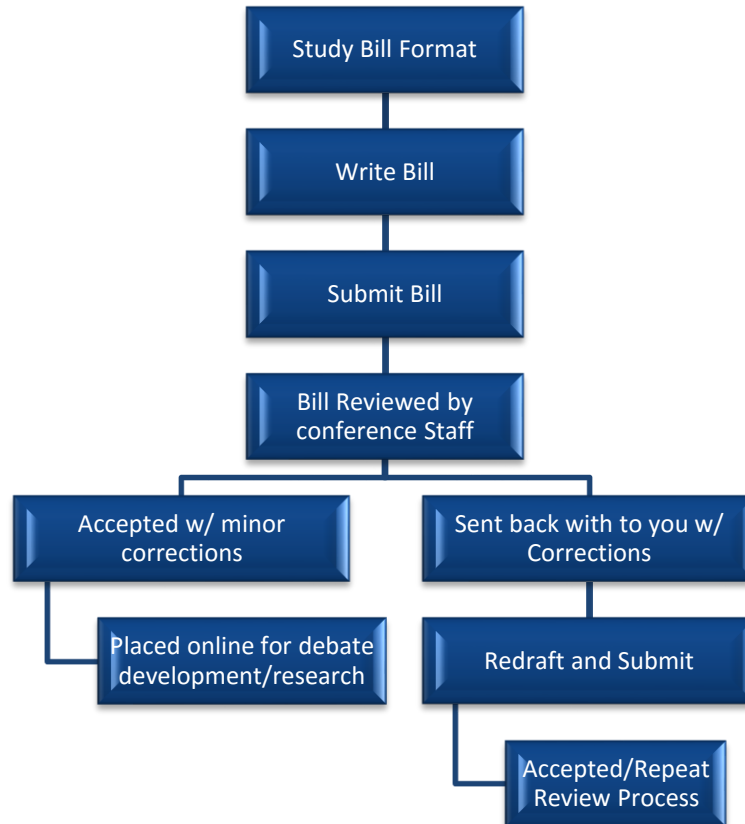 Study Bill Format
Write Bill
Submit Bill
Bill Reviewed by
conference Staff
Accepted w/ minor
corrections
Sent back with to you w/
Corrections
Placed online for debate
development/research
Redraft and Submit
Accepted/Repeat
Review Process